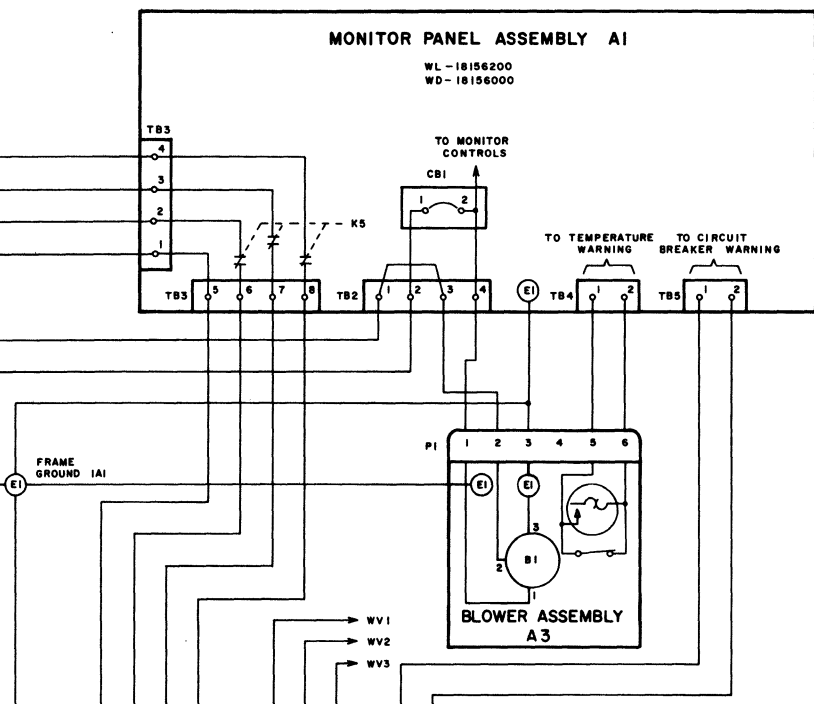 MONITOR PANEL ASSEMBLY A1
WL-18156200
WD-18156000
TB3
4
3
2
1
TO MONITOR
CONTROLS
CB1
1 2
K5
TO TEMPERATURE
WARNING
TO CIRCUIT
BREAKER WARNING
TB3 5 6 7 8
TB2 1 2 3 4
E1
TB4 1 2
TB5 1 2
P1 1 2 3 4 5 6
FRAME
GROUND 1A1
E1
E1
E1
3
B1
2
1
BLOWER ASSEMBLY
A3
WV1
WV2
WV3